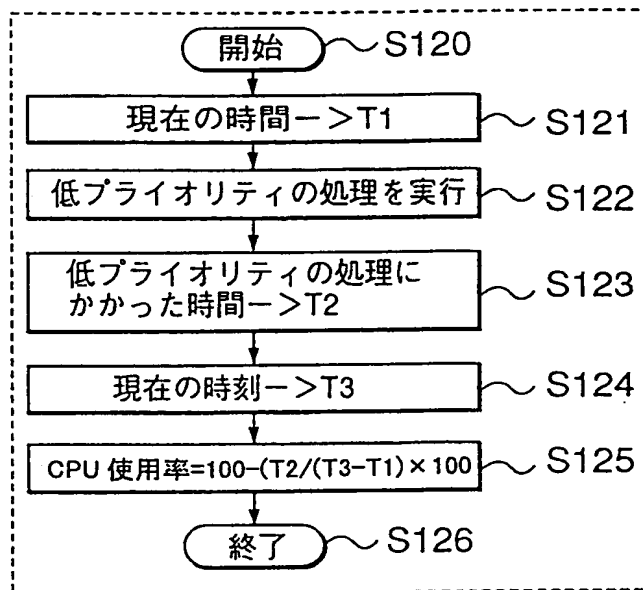 開始 S120
現在の時間ー>T1 S121
低プライオリティの処理を実行 S122
低プライオリティの処理に
かかった時間ー>T2 S123
現在の時刻ー>T3 S124
CPU 使用率=100-(T2/(T3-T1)×100 S125
終了 S126